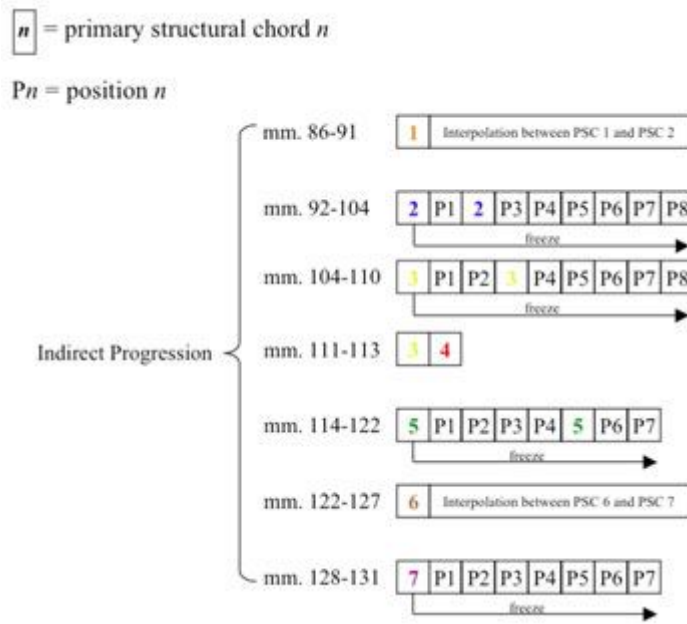 n = primary structural chord n
Pn = position n
mm. 86-91 1 Interpolation between PSC 1 and PSC 2
mm. 92-104 2 P1 2 P3 P4 P5 P6 P7 P8
freeze
mm. 104-110 3 P1 P2 3 P4 P5 P6 P7 P8
freeze
Indirect Progression
mm. 111-113 3 4
mm. 114-122 5 P1 P2 P3 P4 5 P6 P7
freeze
mm. 122-127 6 Interpolation between PSC 6 and PSC 7
mm. 128-131 7 P1 P2 P3 P4 P5 P6 P7
freeze